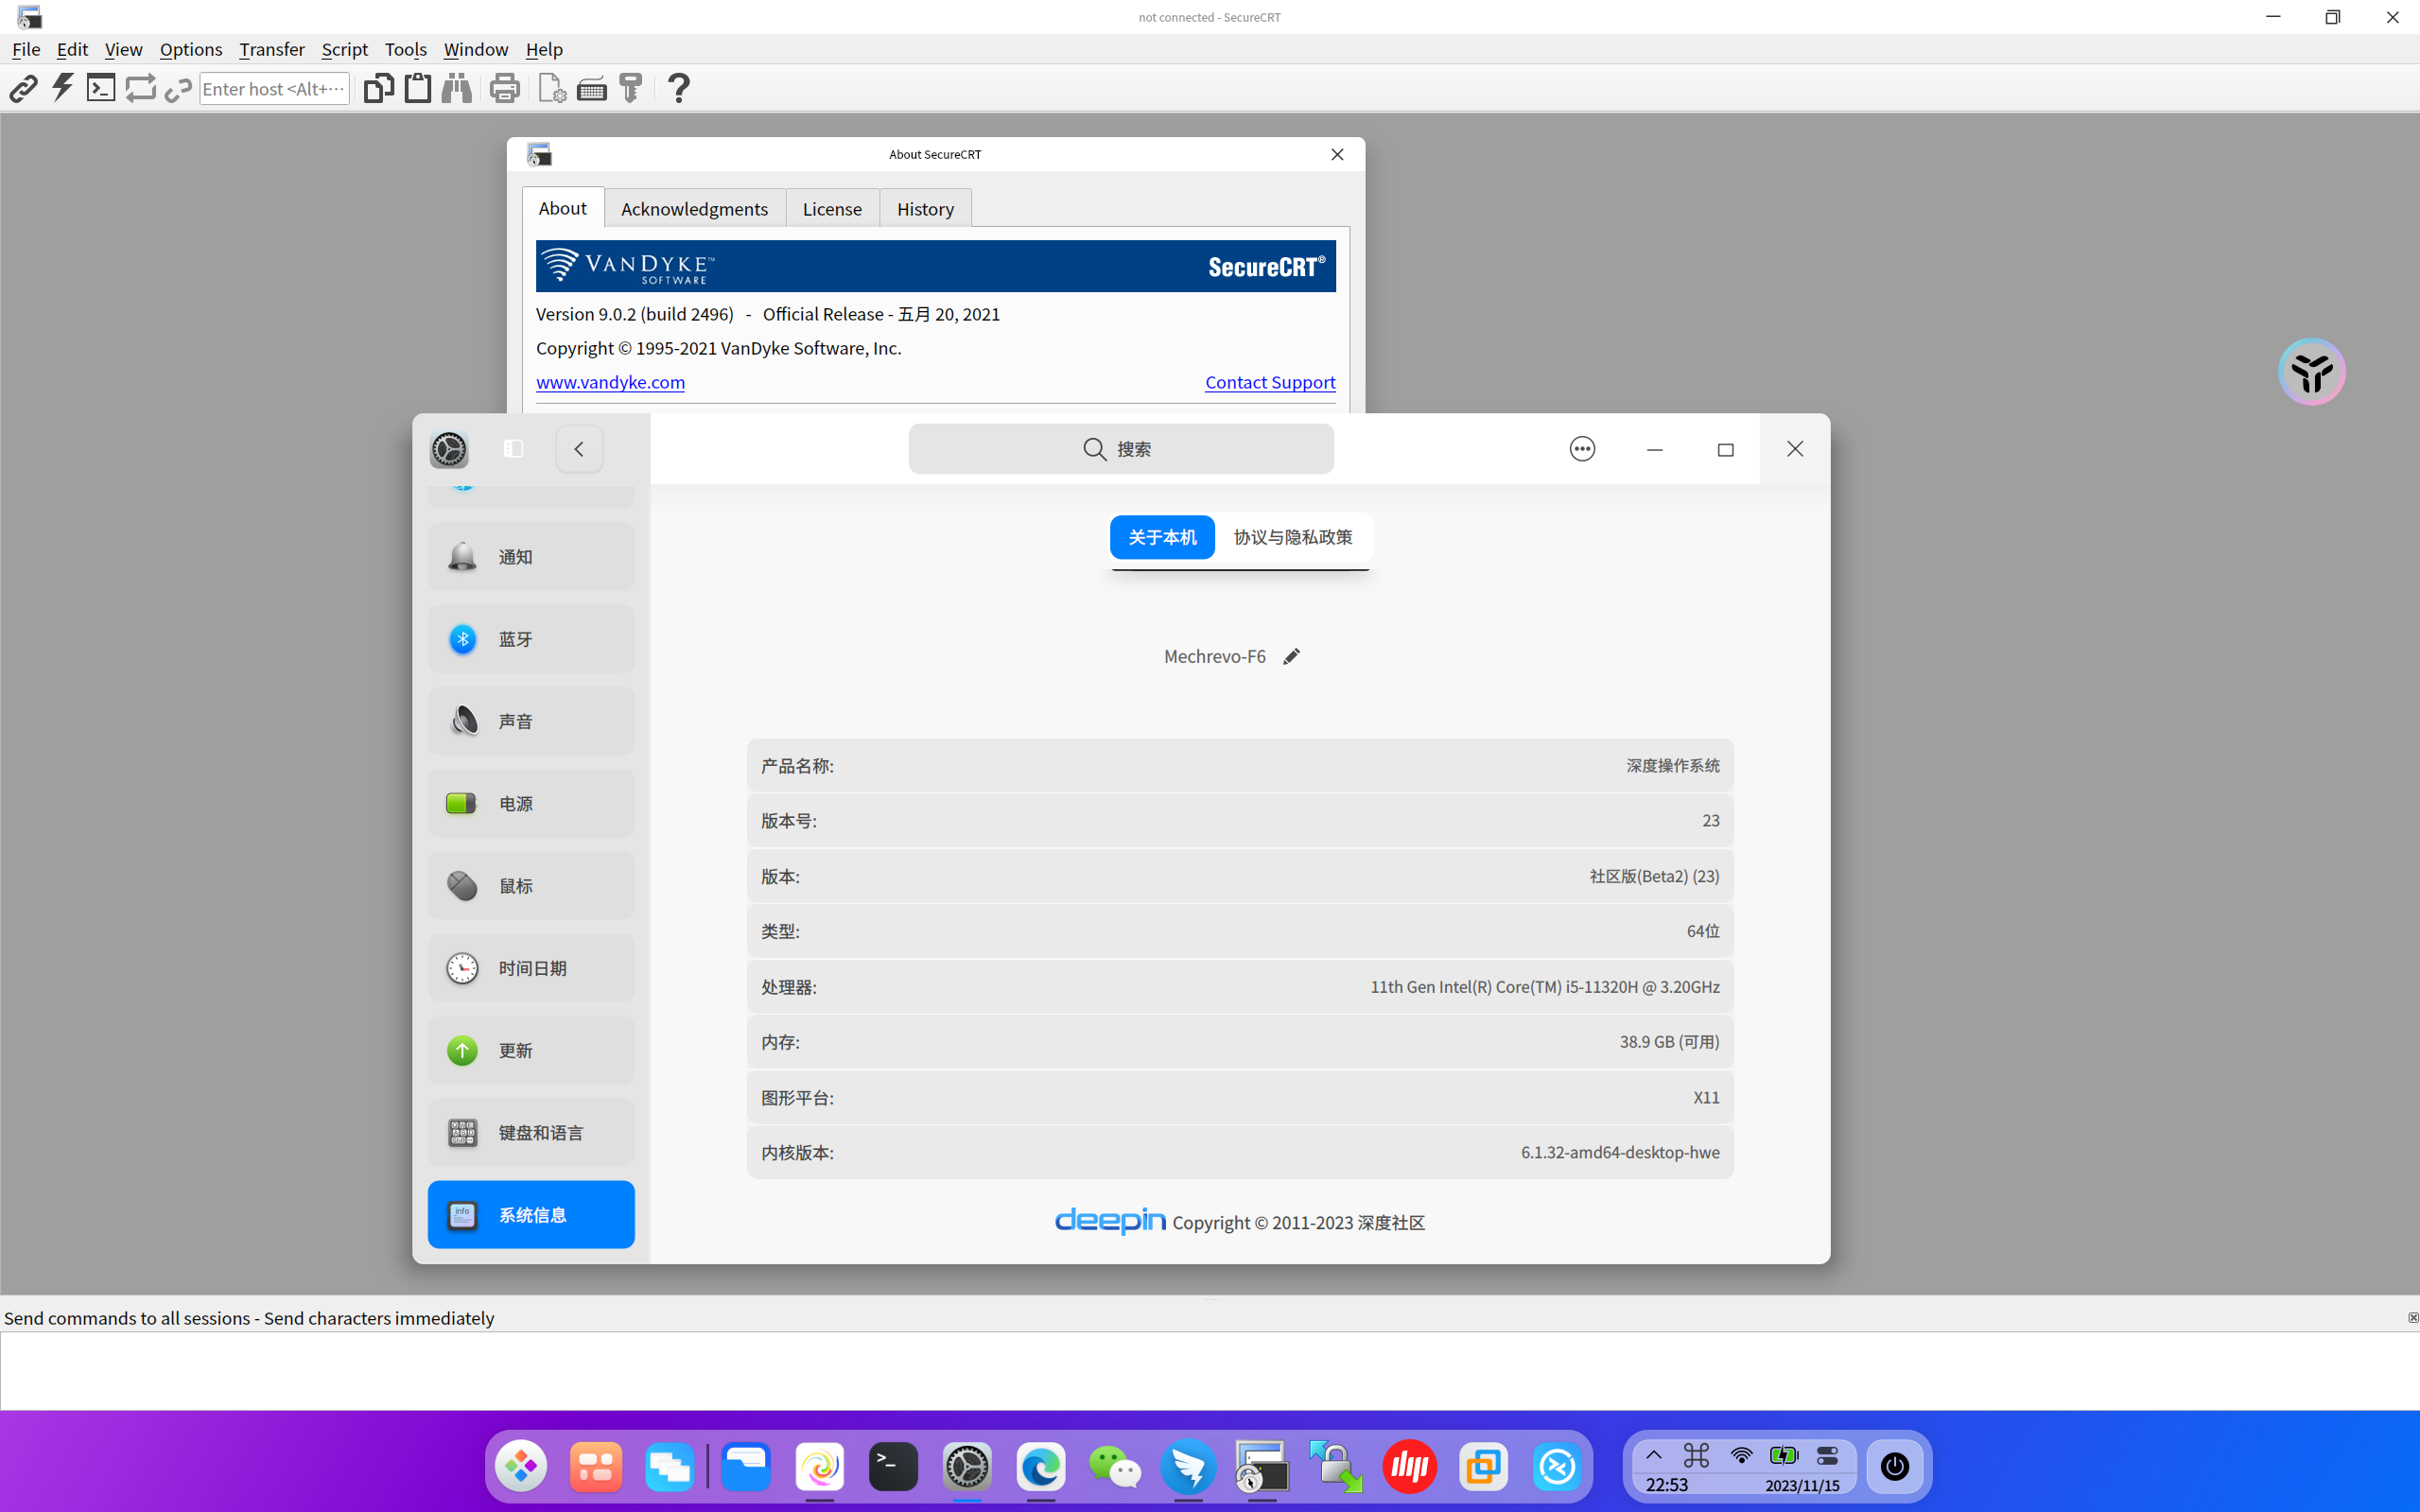 not connected - SecureCRT
File Edit View Options Transfer Script Tools Window Help
Enter host <Alt+···
About SecureCRT
About Acknowledgments License History
VANDYKE™ SOFTWARE
SecureCRT®
Version 9.0.2 (build 2496) - Official Release - 五月 20, 2021
Copyright © 1995-2021 VanDyke Software, Inc.
www.vandyke.com Contact Support
搜索
关于本机 协议与隐私政策
通知
蓝牙
声音
电源
鼠标
时间日期
更新
键盘和语言
系统信息
Mechrevo-F6
产品名称: 深度操作系统
版本号: 23
版本: 社区版(Beta2) (23)
类型: 64位
处理器: 11th Gen Intel(R) Core(TM) i5-11320H @ 3.20GHz
内存: 38.9 GB (可用)
图形平台: X11
内核版本: 6.1.32-amd64-desktop-hwe
deepin Copyright © 2011-2023 深度社区
Send commands to all sessions - Send characters immediately
22:53 2023/11/15